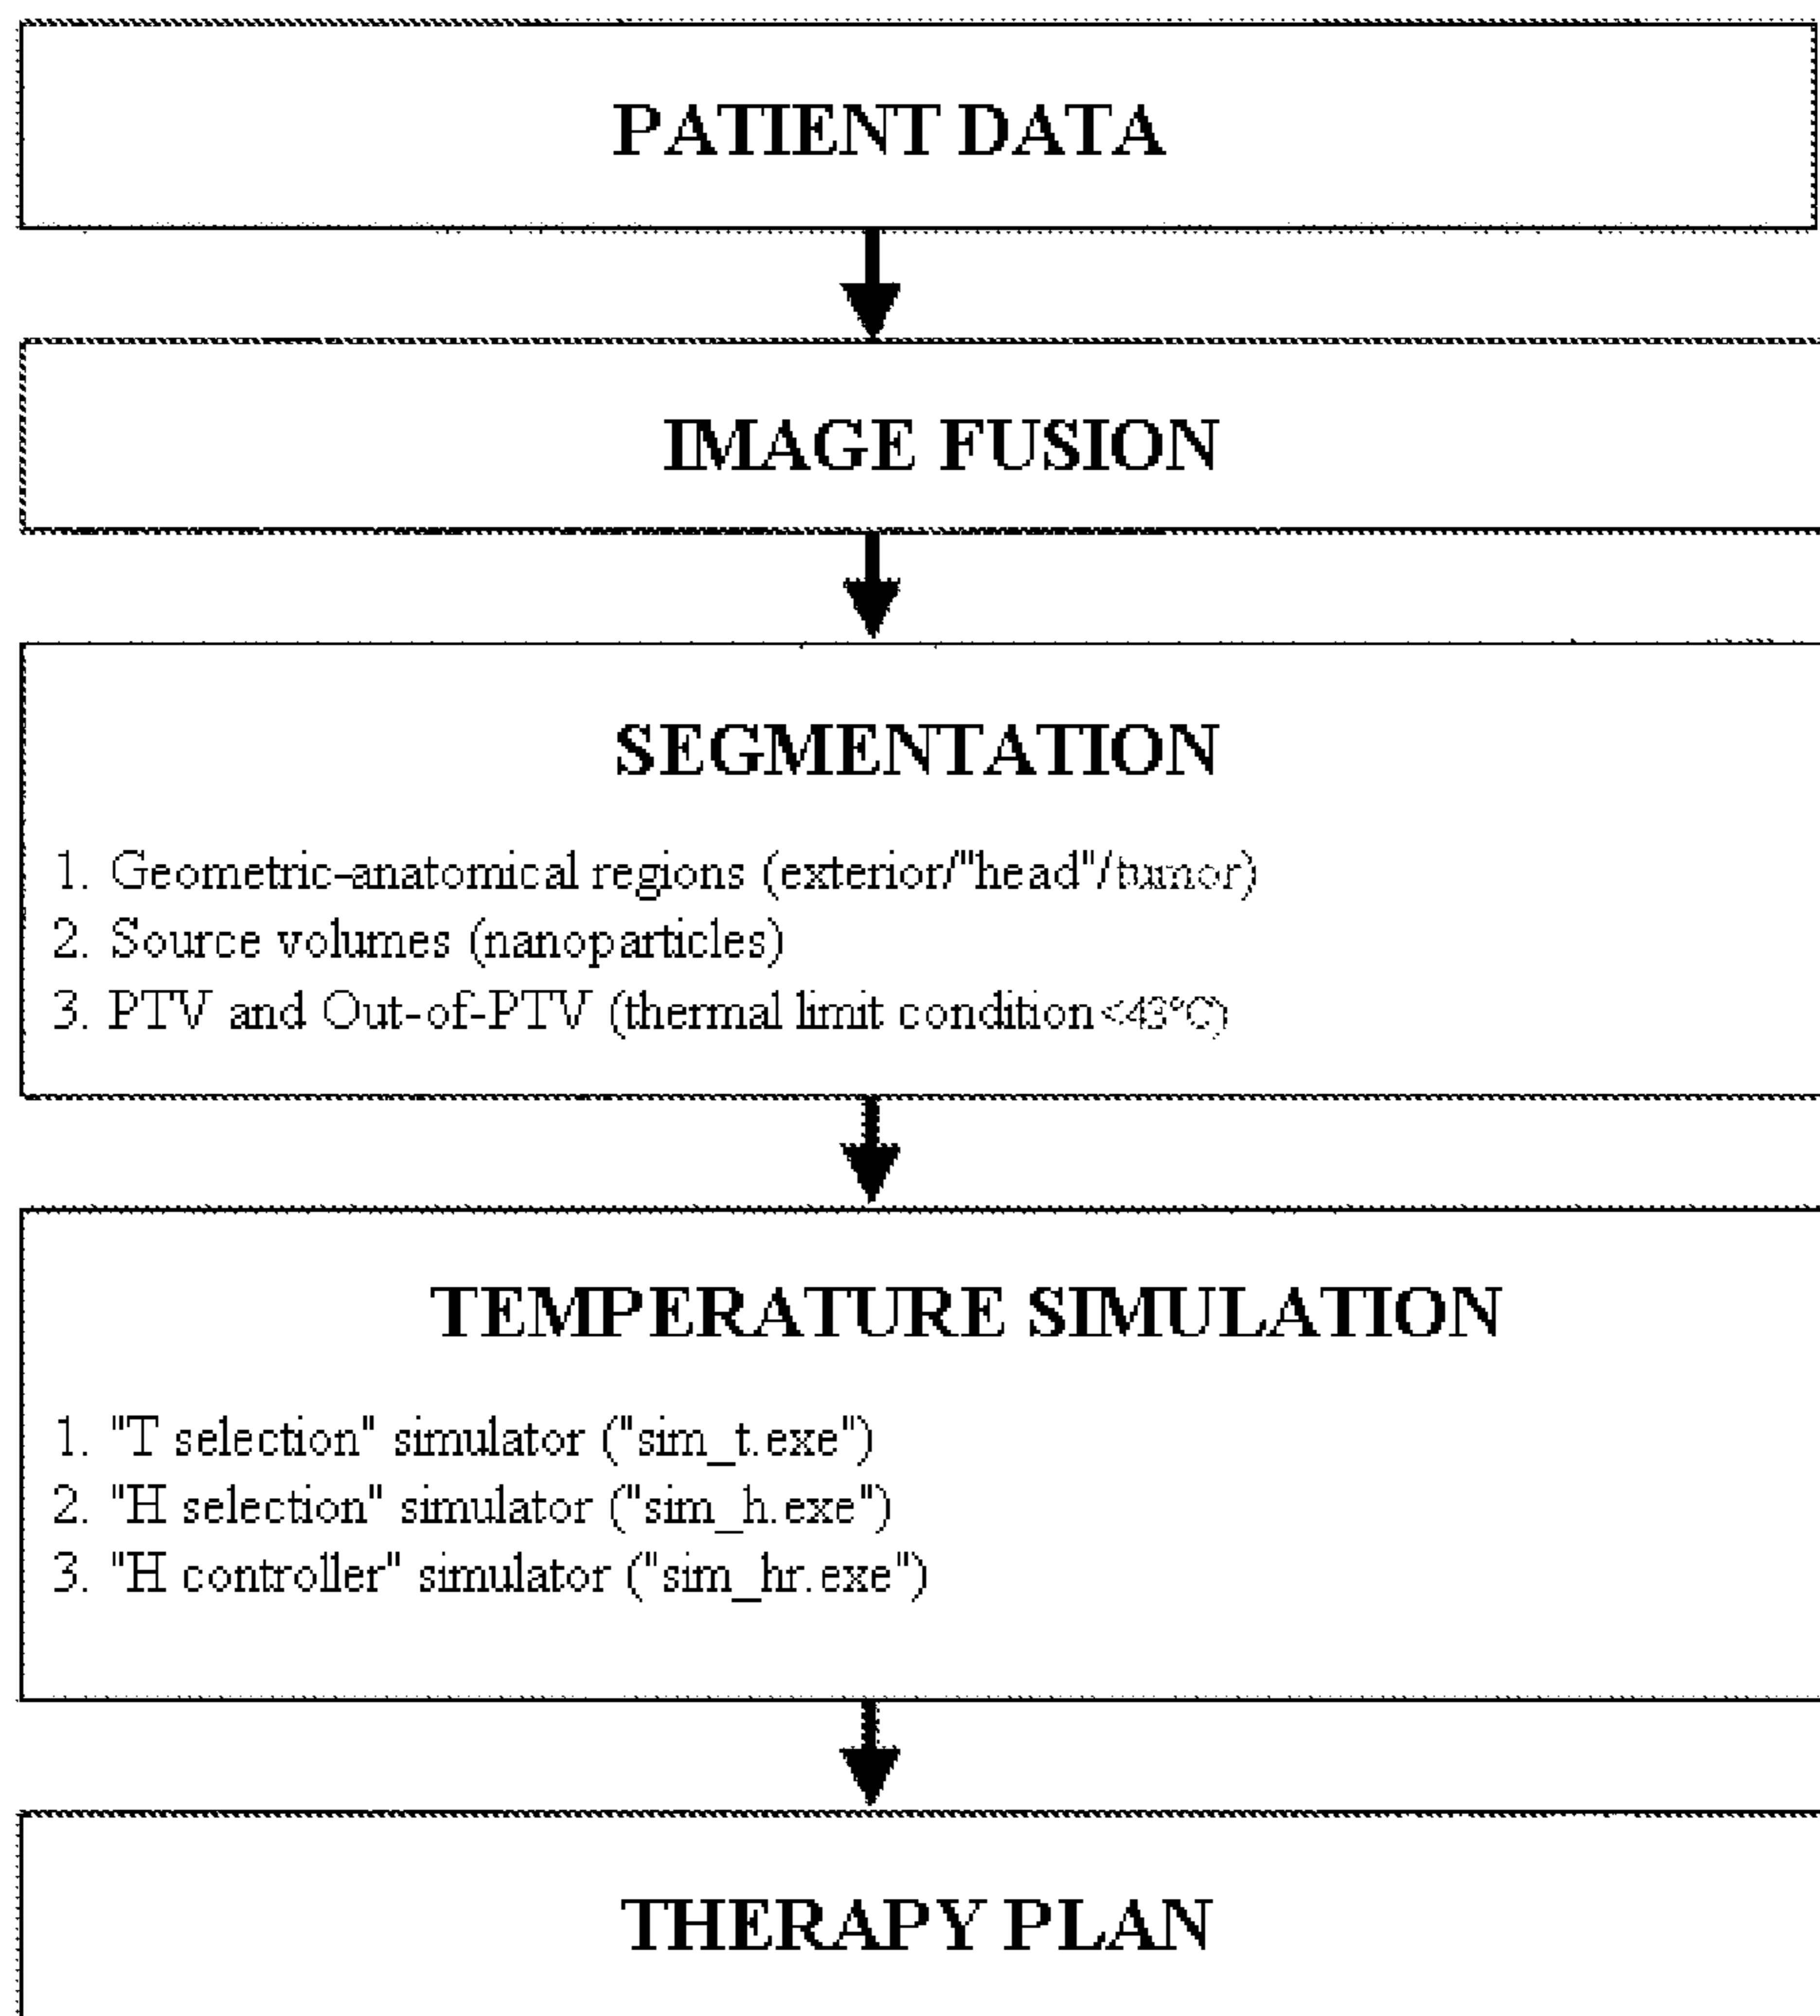 PATIENT DATA
IMAGE FUSION
SEGMENTATION
1. Geometric-anatomical regions (exterior/"head"/tumor)
2. Source volumes (nanoparticles)
3. PTV and Out-of-PTV (thermal limit condition <43°C)
TEMPERATURE SIMULATION
1. "T selection" simulator ("sim_t.exe")
2. "H selection" simulator ("sim_h.exe")
3. "H controller" simulator ("sim_hr.exe")
THERAPY PLAN